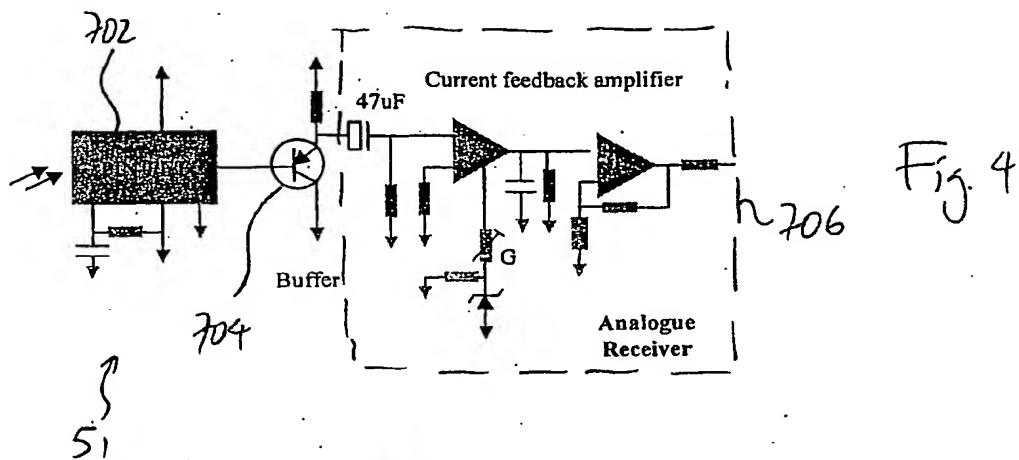 702
Current feedback amplifier
47uF
Fig. 4
706
G
Buffer
704
Analogue
Receiver
51